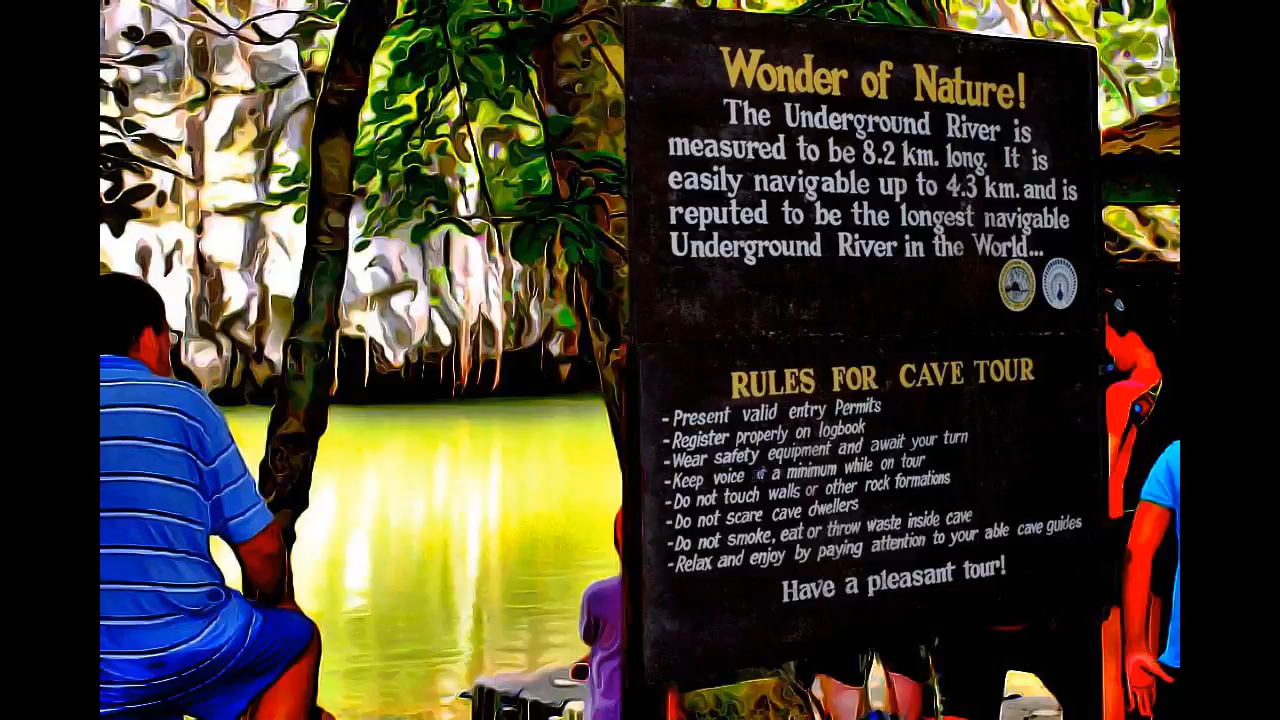 Wonder of Nature!
The Underground River is
measured to be 8.2 km. long. It is
easily navigable up to 4.3 km. and is
reputed to be the longest navigable
Underground River in the World...
RULES FOR CAVE TOUR
-Present valid entry Permits
-Register properly on logbook
-Wear safety equipment and await your turn
-Keep voice at a minimum while on tour
-Do not touch walls or other rock formations
-Do not scare cave dwellers
-Do not smoke, eat or throw waste inside cave
-Relax and enjoy by paying attention to your able cave guides
Have a pleasant tour!